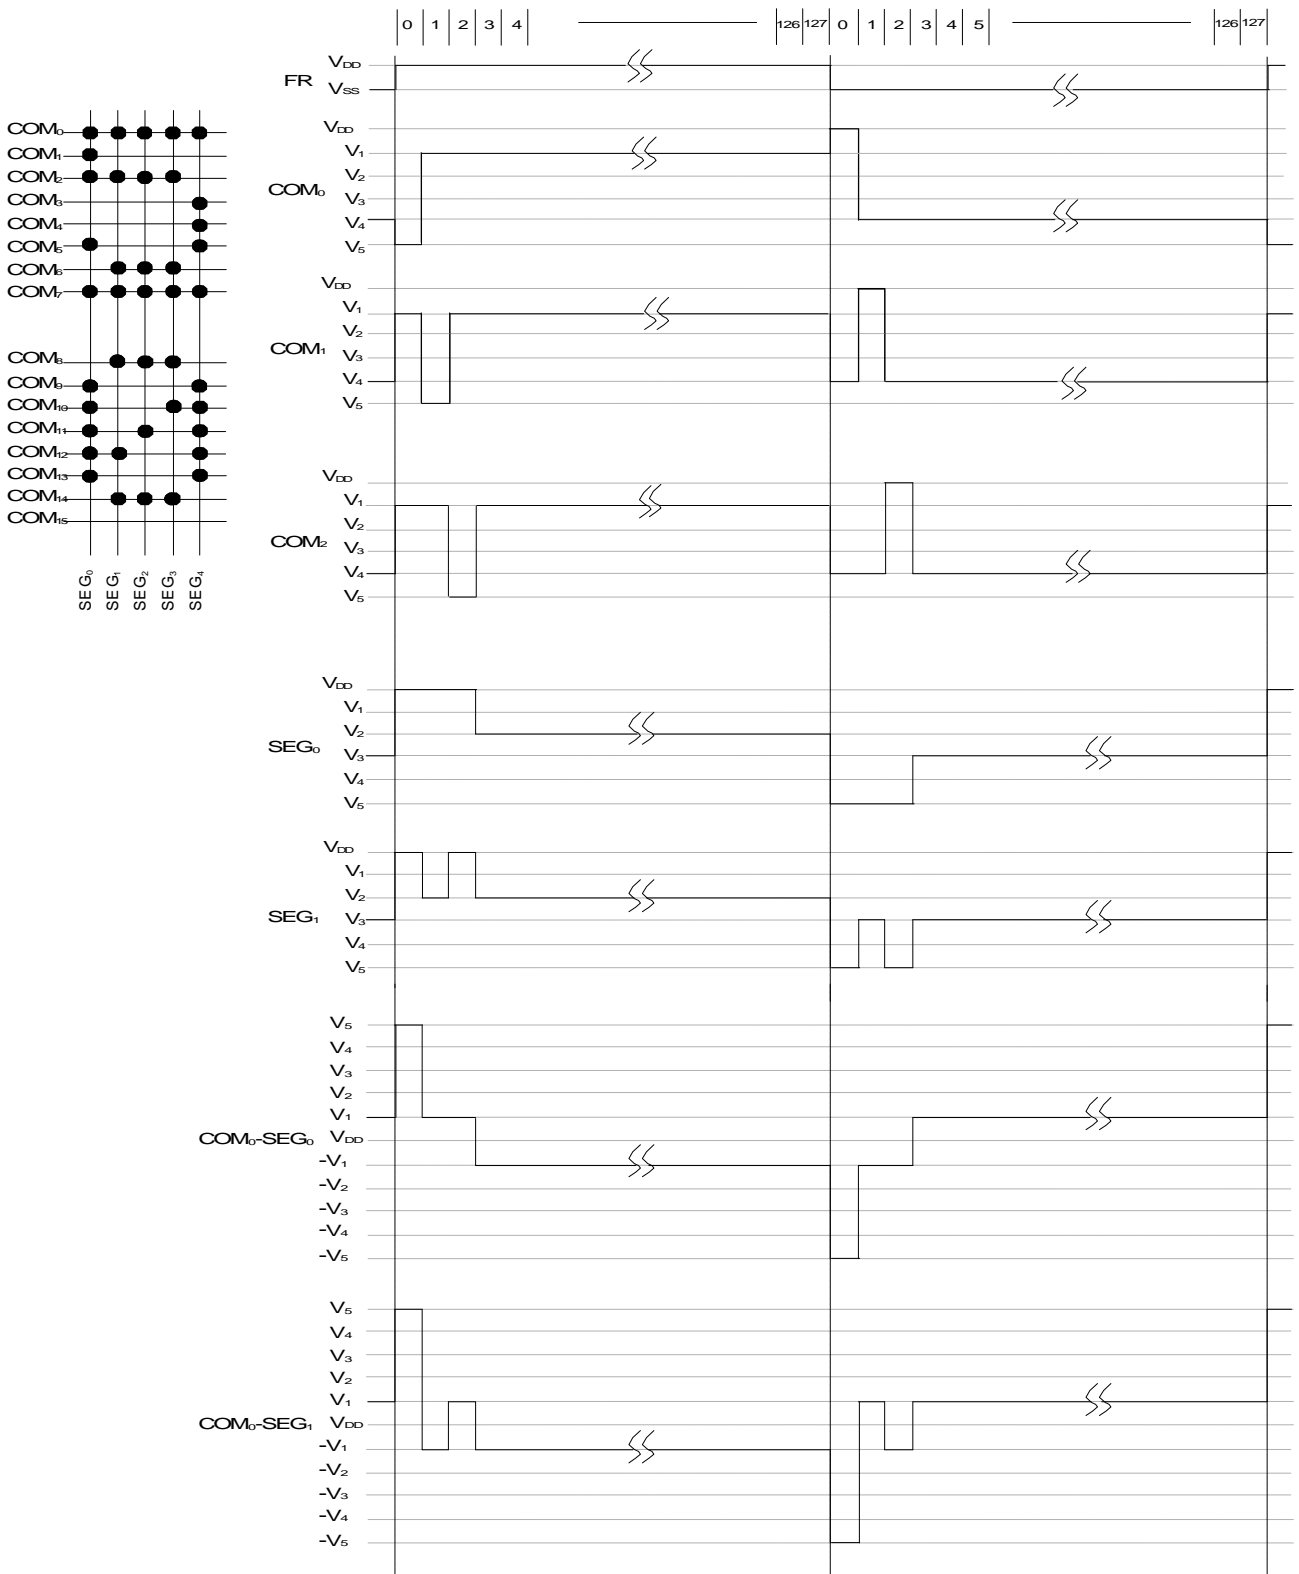 0 1 2 3 4 126 127 0 1 2 3 4 5 126 127
FR
VDD
VSS
COM₀
COM₁
COM₂
COM₃
COM₄
COM₅
COM₆
COM₇
COM₈
COM₉
COM₁₀
COM₁₁
COM₁₂
COM₁₃
COM₁₄
COM₁₅
SEG₀
SEG₁
SEG₂
SEG₃
SEG₄
COM₀
VDD
V₁
V₂
V₃
V₄
V₅
COM₁
VDD
V₁
V₂
V₃
V₄
V₅
COM₂
VDD
V₁
V₂
V₃
V₄
V₅
SEG₀
VDD
V₁
V₂
V₃
V₄
V₅
SEG₁
VDD
V₁
V₂
V₃
V₄
V₅
COM₀-SEG₀
V₅
V₄
V₃
V₂
V₁
VDD
-V₁
-V₂
-V₃
-V₄
-V₅
COM₀-SEG₁
V₅
V₄
V₃
V₂
V₁
VDD
-V₁
-V₂
-V₃
-V₄
-V₅